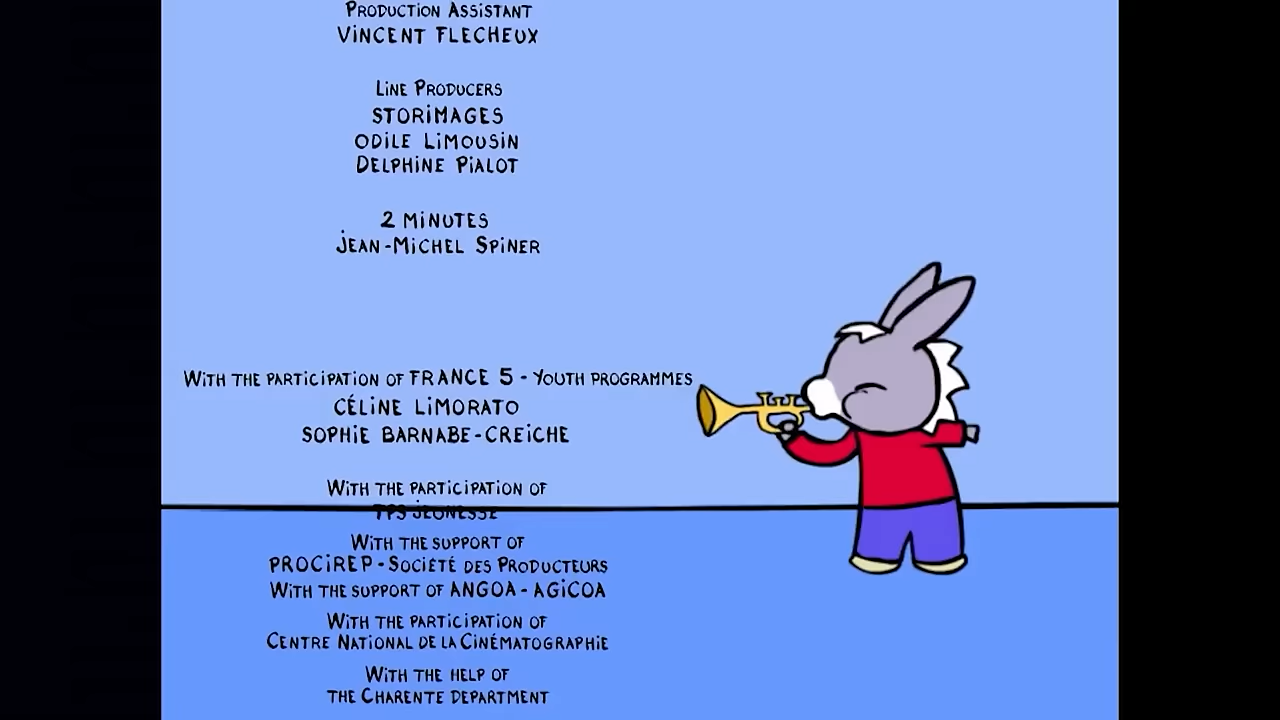 PRODUCTION ASSISTANT
VINCENT FLECHEUX
LINE PRODUCERS
STORIMAGES
ODILE LIMOUSIN
DELPHINE PIALOT
2 MINUTES
JEAN-MICHEL SPINER
WITH THE PARTICIPATION OF FRANCE 5 - YOUTH PROGRAMMES
CÉLINE LIMORATO
SOPHIE BARNABE-CREICHE
WITH THE PARTICIPATION OF
TPS JEUNESSE
WITH THE SUPPORT OF
PROCIREP - SOCIÉTÉ DES PRODUCTEURS
WITH THE SUPPORT OF ANGOA - AGICOA
WITH THE PARTICIPATION OF
CENTRE NATIONAL DE LA CINÉMATOGRAPHIE
WITH THE HELP OF
THE CHARENTE DEPARTMENT